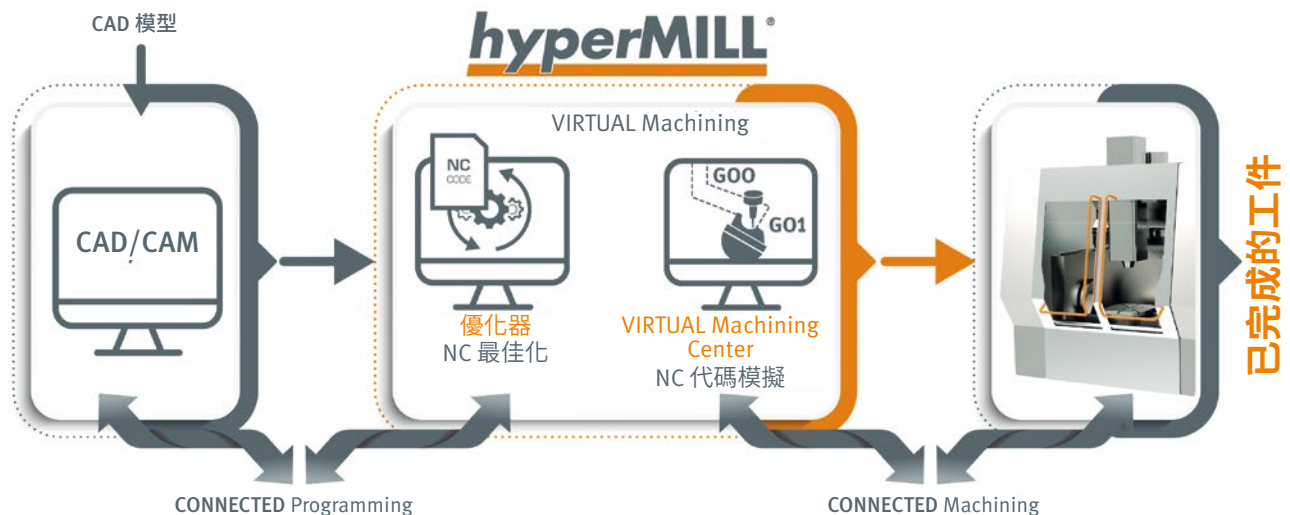 CAD 模型
hyperMILL®
VIRTUAL Machining
CAD/CAM
NC
CODE
G00
G01
優化器
NC 最佳化
VIRTUAL Machining
Center
NC 代碼模擬
已完成的工件
CONNECTED Programming
CONNECTED Machining